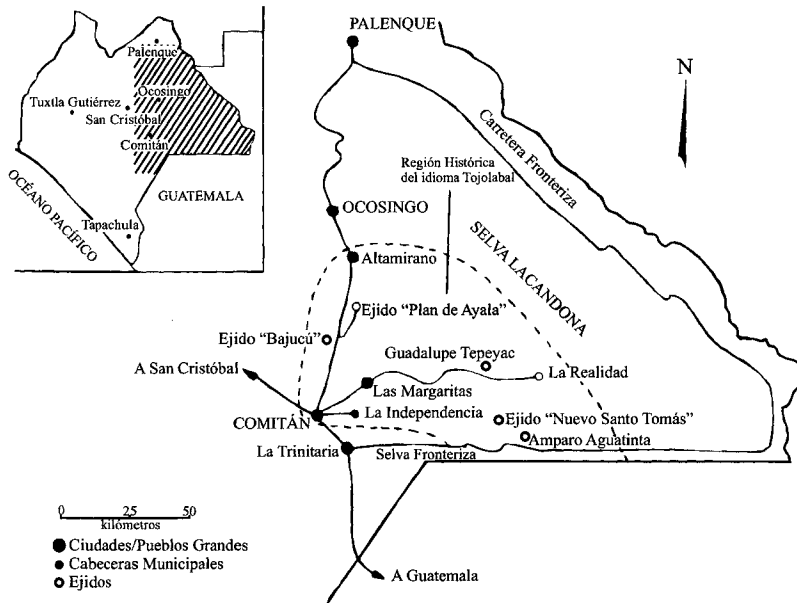 Palenque
Ocosingo
Tuxtla Gutiérrez
San Cristóbal
Comitán
OCÉANO PACÍFICO
GUATEMALA
Tapachula
PALENQUE
N
Carretera Fronteriza
Región Histórica
del idioma Tojolabal
OCOSINGO
SELVA LACANDONA
Altamirano
Ejido “Plan de Ayala”
Ejido “Bajucú”
Guadalupe Tepeyac
A San Cristóbal
La Realidad
Las Margaritas
La Independencia
COMITÁN
Ejido “Nuevo Santo Tomás”
Amparo Aguatinta
La Trinitaria
Selva Fronteriza
0 2,5 50
kilómetros
Ciudades/Pueblos Grandes
Cabeceras Municipales
Ejidos
A Guatemala